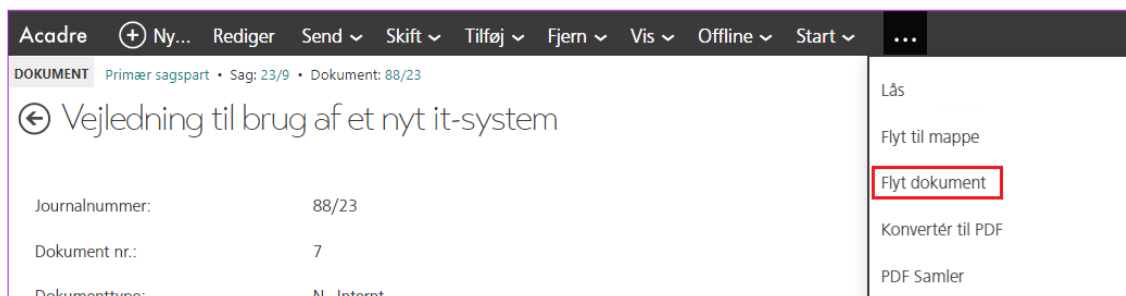 Acadre Ny... Rediger Send Skift Tilføj Fjern Vis Offline Start ...
DOKUMENT Primær sagspart • Sag: 23/9 • Dokument: 88/23
Vejledning til brug af et nyt it-system
Journalnummer: 88/23
Dokument nr.: 7
Dokumenttype: N - Internt
Lås
Flyt til mappe
Flyt dokument
Konvertér til PDF
PDF Samler